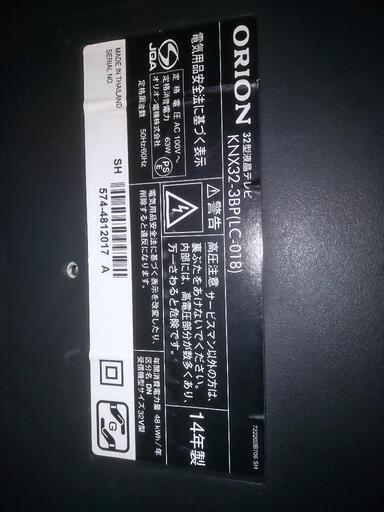 ORION
32型液晶テレビ
KNX32-3BP(LC-018)
電気用品安全法に基づく表示
JQA
定格電圧 AC 100V～
定格消費電力 63W
オリオン電機株式会社
定格周波数 50Hz/60Hz
PS
E
MADE IN THAILAND
SERIAL NO.
SH
574-4812017 A
警告
高圧注意 サービスマン以外の方は、
裏ぶたをあけないでください。
内部には、高電圧部分が数多くあり、
万一さわると危険です。
電気用品安全法に基づく表示を改変したり、
除去すると違反になります。
14年製
年間消費電力量 48 kWh/年
区分名 DN
受信機型サイズ 32V型
G
722202B706 SH